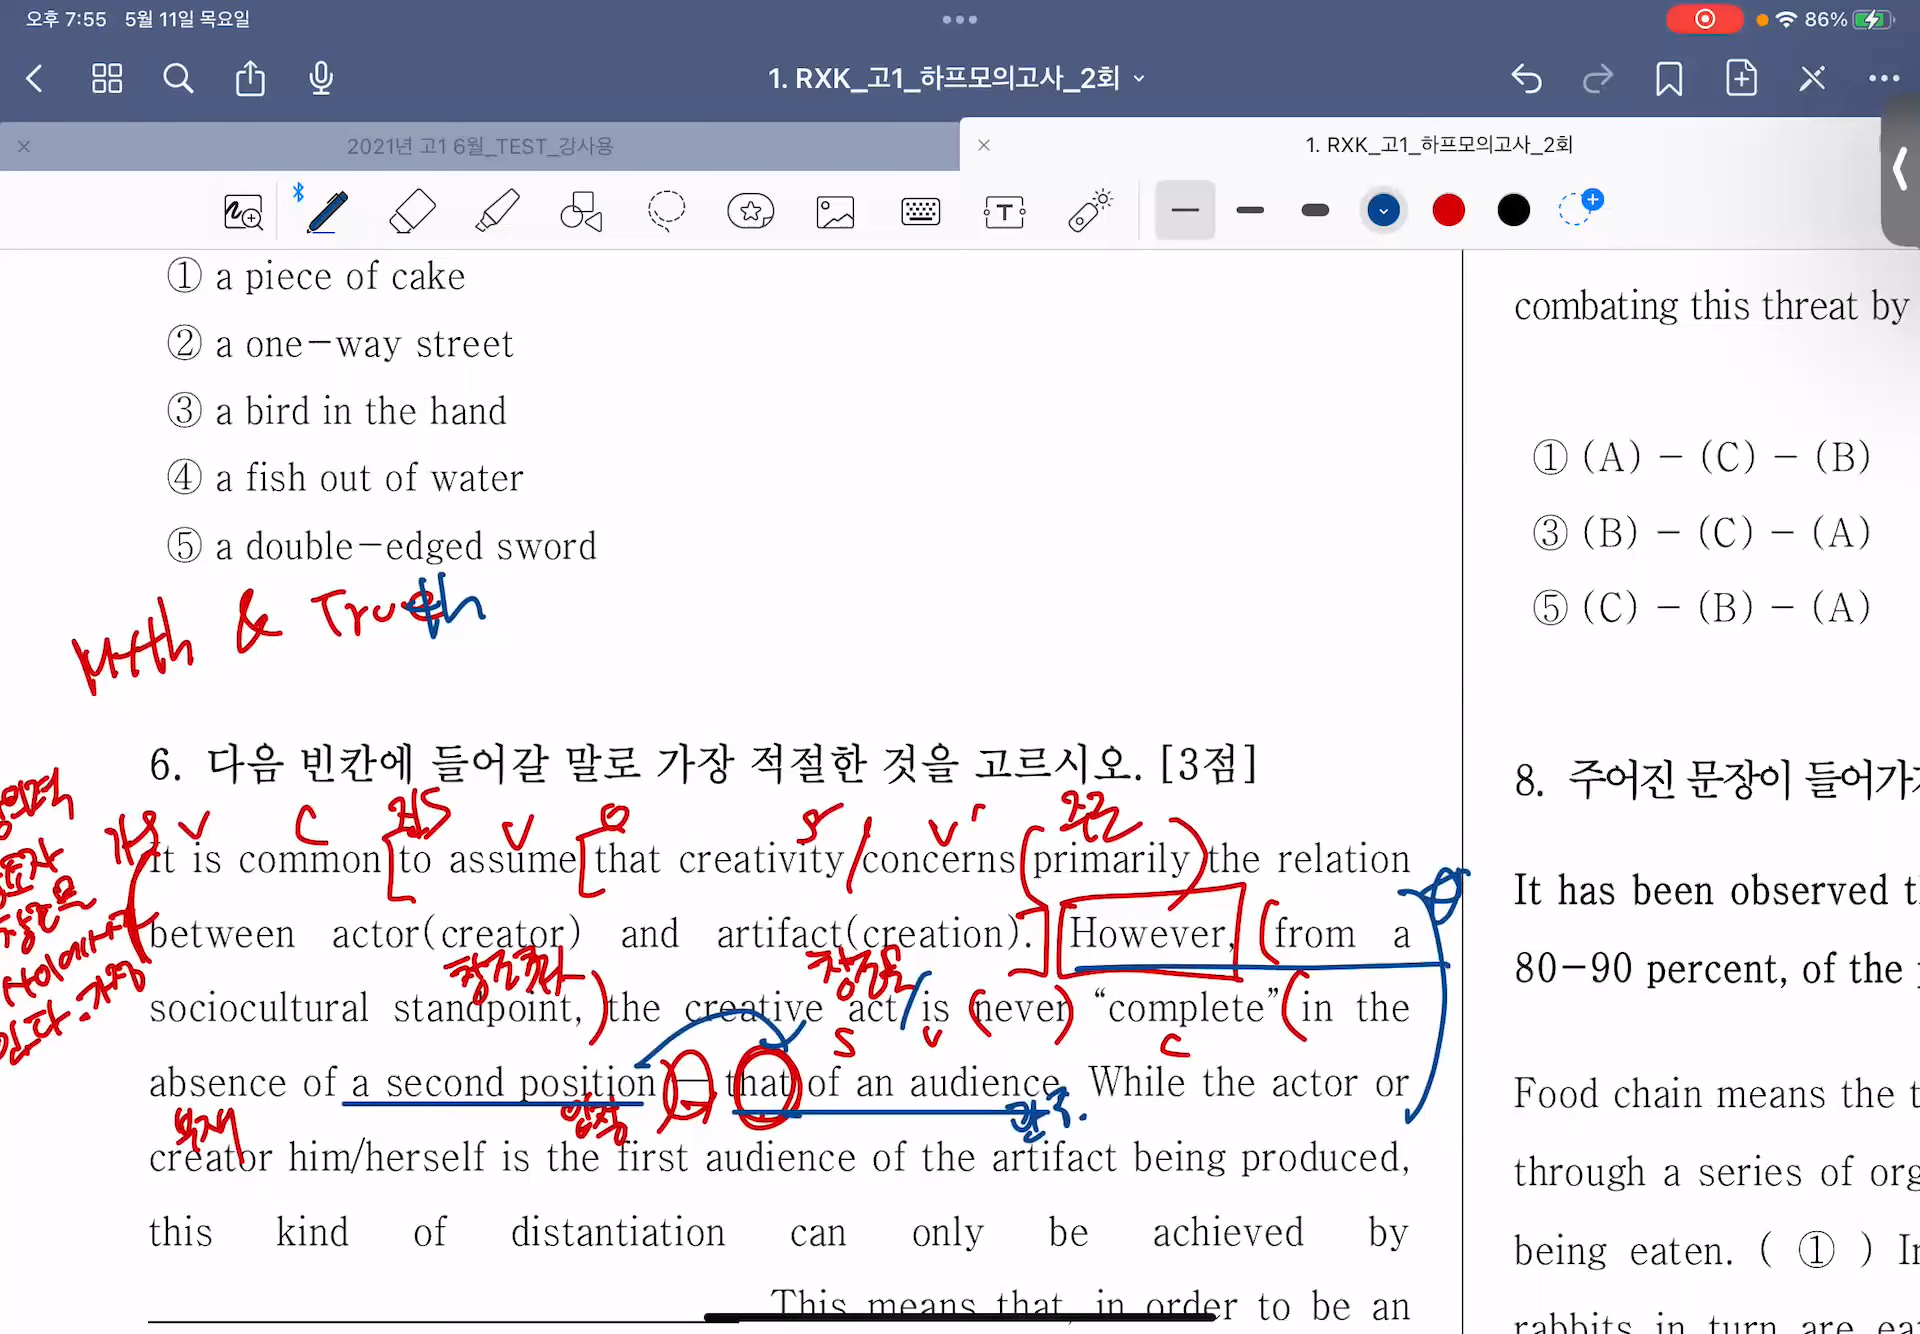 오후 7:55 5월 11일 목요일
86%
1. RXK_고1_하프모의고사_2회
2021년 고1 6월_TEST_강사용
1. RXK_고1_하프모의고사_2회
① a piece of cake
② a one-way street
③ a bird in the hand
④ a fish out of water
⑤ a double-edged sword
Myth & Truth
6. 다음 빈칸에 들어갈 말로 가장 적절한 것을 고르시오. [3점]
V C 진S V O S V'
It is common to assume that creativity concerns primarily the relation
between actor(creator) and artifact(creation). However, from a
sociocultural standpoint, the creative act is never “complete” in the
S V C
absence of a second position — that of an audience. While the actor or
부재 입장 관중
creator him/herself is the first audience of the artifact being produced,
this kind of distantiation can only be achieved by
This means that, in order to be an
combating this threat by
① (A) - (C) - (B)
③ (B) - (C) - (A)
⑤ (C) - (B) - (A)
8. 주어진 문장이 들어가
It has been observed
80-90 percent, of the
Food chain means the
through a series of
being eaten. ( ① )
rabbits in turn are